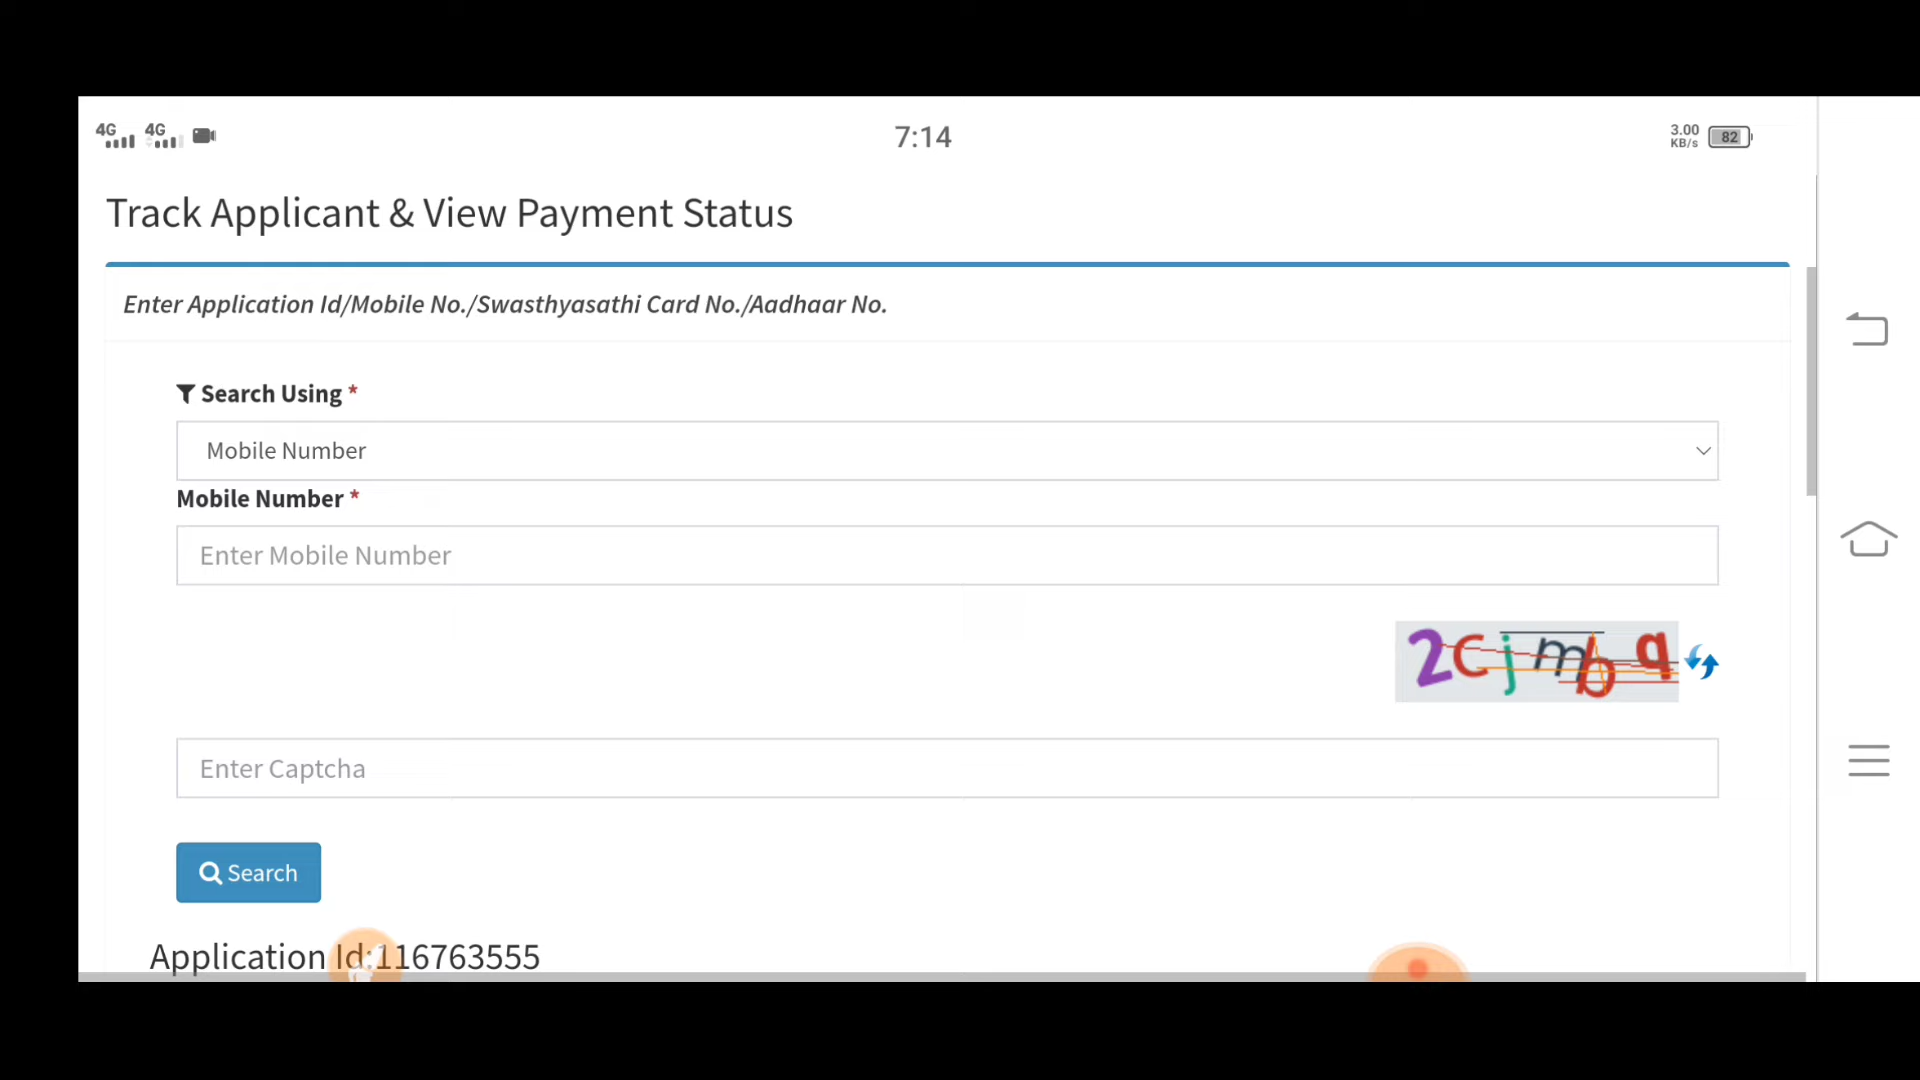 4G 4G 7:14 3.00 KB/s 82
Track Applicant & View Payment Status
Enter Application Id/Mobile No./Swasthyasathi Card No./Aadhaar No.
Search Using *
Mobile Number
Mobile Number *
Enter Mobile Number
2cjmbq
Enter Captcha
Search
Application Id:116763555